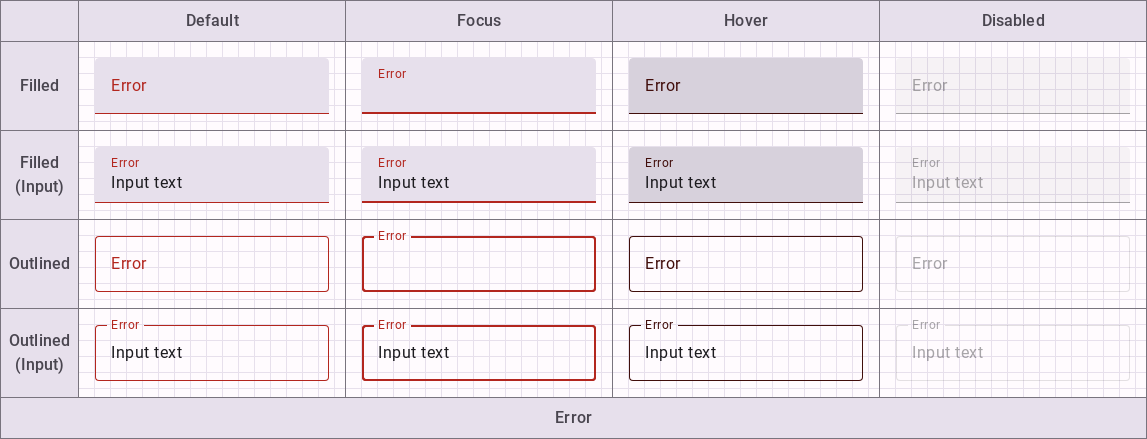 Default Focus Hover Disabled
Filled Error Error Error Error
Filled
(Input)
Error
Input text
Error
Input text
Error
Input text
Error
Input text
Outlined Error Error Error Error
Outlined
(Input)
Error
Input text
Error
Input text
Error
Input text
Error
Input text
Error